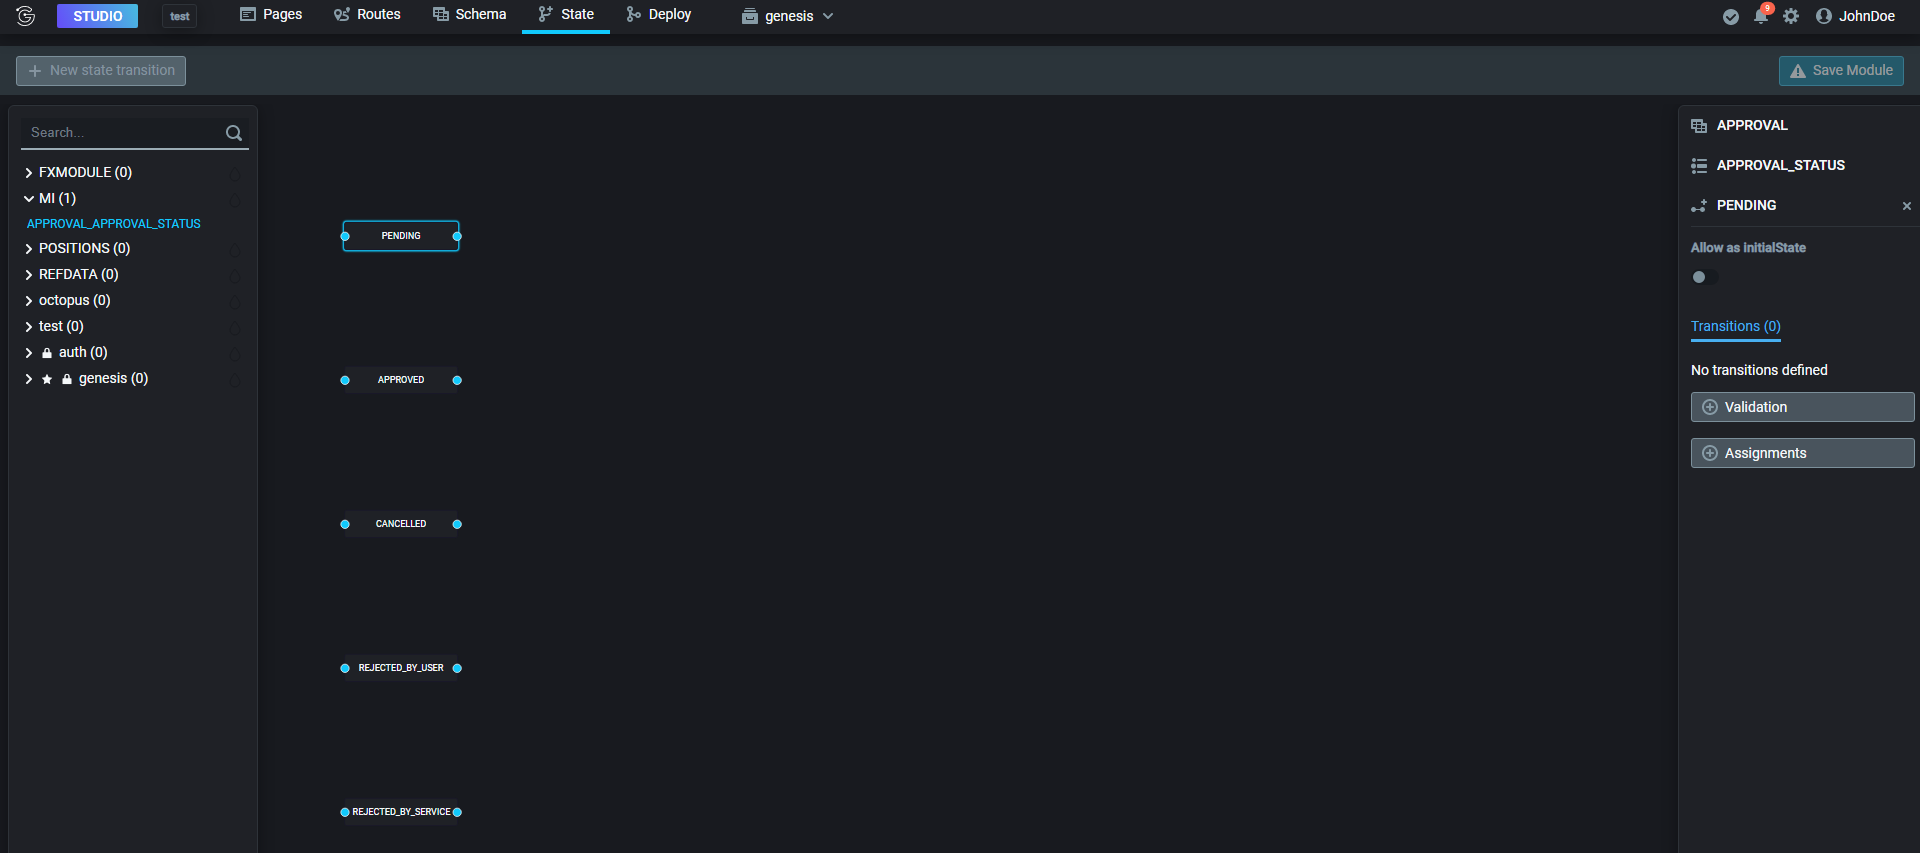 STUDIO
test
Pages
Routes
Schema
State
Deploy
genesis
9
JohnDoe
New state transition
Save Module
Search...
FXMODULE (0)
MI (1)
APPROVAL_APPROVAL_STATUS
POSITIONS (0)
REFDATA (0)
octopus (0)
test (0)
auth (0)
genesis (0)
PENDING
APPROVED
CANCELLED
REJECTED_BY_USER
REJECTED_BY_SERVICE
APPROVAL
APPROVAL_STATUS
PENDING
Allow as initialState
Transitions (0)
No transitions defined
Validation
Assignments